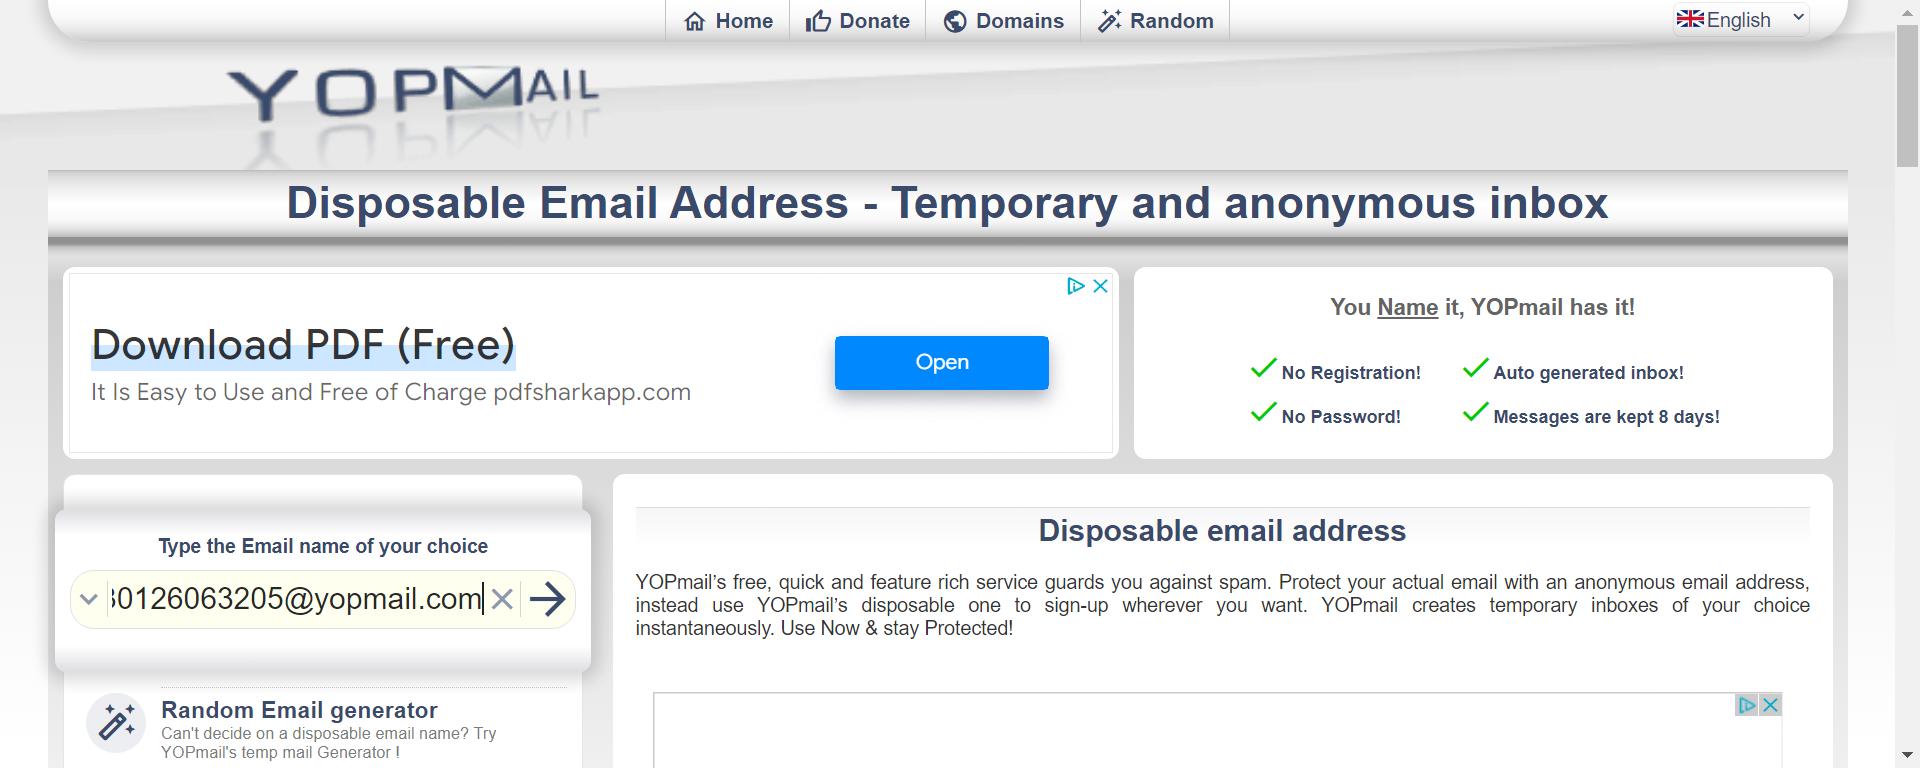 Home
Donate
Domains
Random
English
YOPMAIL
Disposable Email Address - Temporary and anonymous inbox
Download PDF (Free)
It Is Easy to Use and Free of Charge pdfsharkapp.com
Open
You Name it, YOPmail has it!
No Registration!
Auto generated inbox!
No Password!
Messages are kept 8 days!
Type the Email name of your choice
30126063205@yopmail.com
Random Email generator
Can't decide on a disposable email name? Try
YOPmail's temp mail Generator !
Disposable email address
YOPmail's free, quick and feature rich service guards you against spam. Protect your actual email with an anonymous email address,
instead use YOPmail's disposable one to sign-up wherever you want. YOPmail creates temporary inboxes of your choice
instantaneously. Use Now & stay Protected!